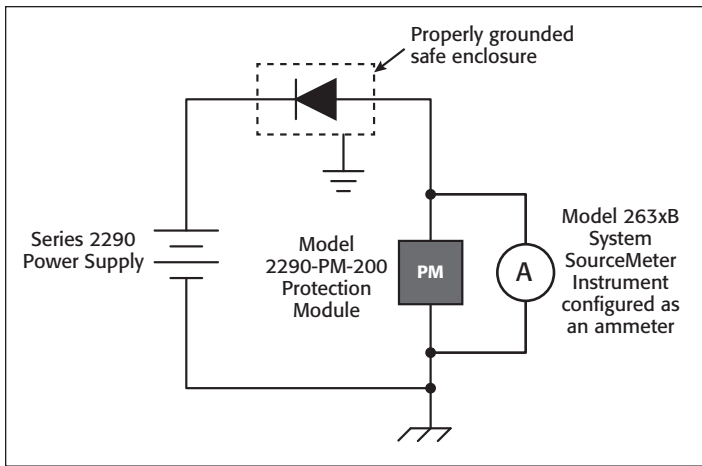 Properly grounded
safe enclosure
Series 2290
Power Supply
Model
2290-PM-200
Protection
Module
PM
A
Model 263xB
System
SourceMeter
Instrument
configured as
an ammeter